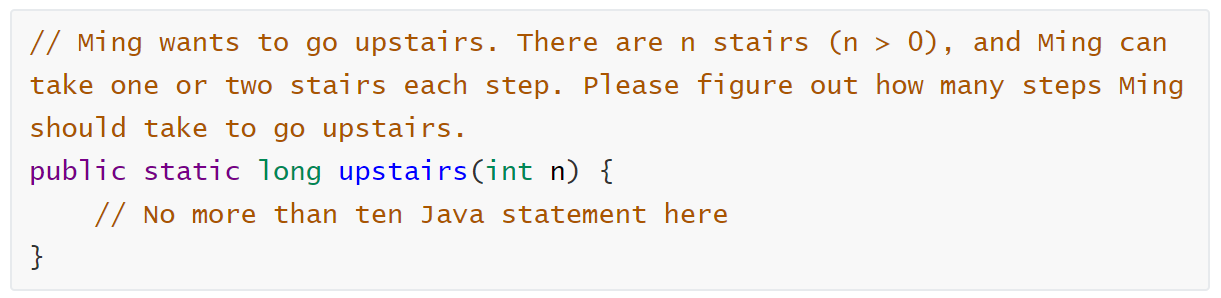 // Ming wants to go upstairs. There are n stairs (n > 0), and Ming can
take one or two stairs each step. Please figure out how many steps Ming
should take to go upstairs.
public static long upstairs(int n) {
    // No more than ten Java statement here
}